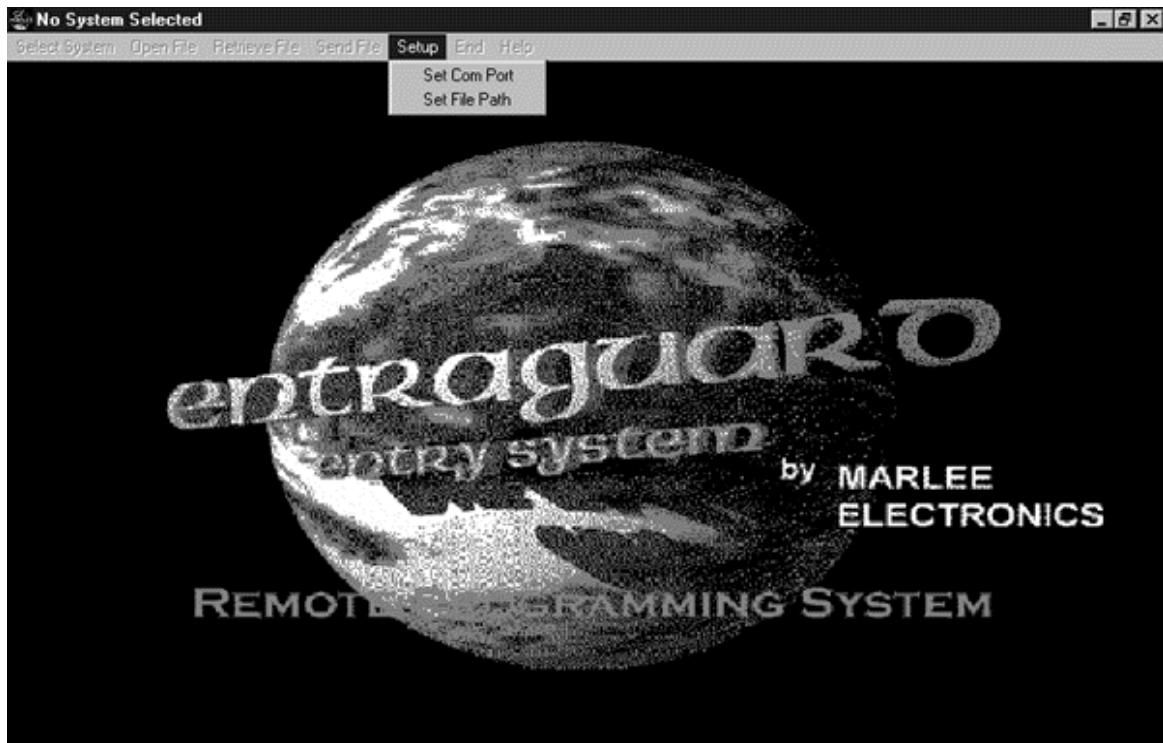 No System Selected
Select System Open File Retrieve File Send File Setup End Help
Set Com Port
Set File Path
entraguard
entry system
by MARLEE
ELECTRONICS
REMOTE PROGRAMMING SYSTEM